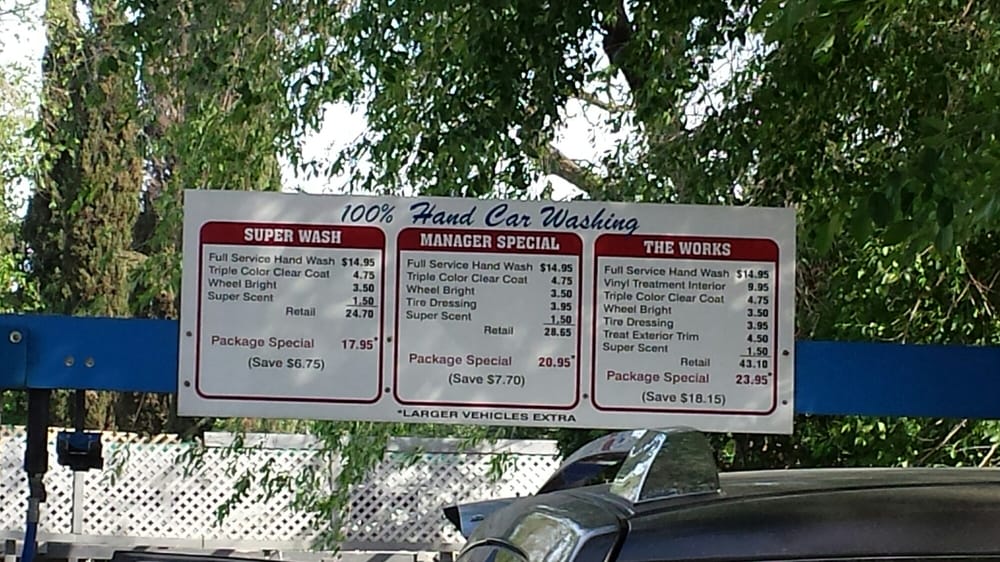 100% Hand Car Washing
SUPER WASH
Full Service Hand Wash $14.95
Triple Color Clear Coat 4.75
Wheel Bright 3.50
Super Scent 1.50
Retail 24.70
Package Special 17.95*
(Save $6.75)
MANAGER SPECIAL
Full Service Hand Wash $14.95
Triple Color Clear Coat 4.75
Wheel Bright 3.50
Tire Dressing 3.95
Super Scent 1.50
Retail 28.65
Package Special 20.95*
(Save $7.70)
THE WORKS
Full Service Hand Wash $14.95
Vinyl Treatment Interior 9.95
Triple Color Clear Coat 4.75
Wheel Bright 3.50
Tire Dressing 3.95
Treat Exterior Trim 4.50
Super Scent 1.50
Retail 43.10
Package Special 23.95*
(Save $18.15)
*LARGER VEHICLES EXTRA